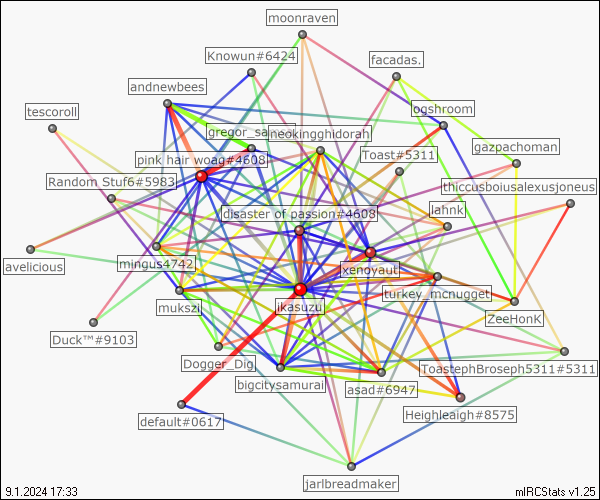 moonraven
Knowun#6424
facadas.
andnewbees
ogshroom
tescoroll
neokingghidorah
gazpachoman
pink hair woag#4608
Toast#5311
Random Stuf6#5983
thiccusboiusalexusjoneus
disaster of passion#4608
lahnk
avelicious
mingus4742
xenoyaut
turkey_mcnugget
mukszi
ikasuzu
ZeeHonK
Duck™#9103
Dogger_Dig
ToastephBroseph5311#5311
bigcitysamurai
asad#6947
default#0617
Heighleaigh#8575
jarlbreadmaker
9.1.2024 17:33
mIRCStats v1.25